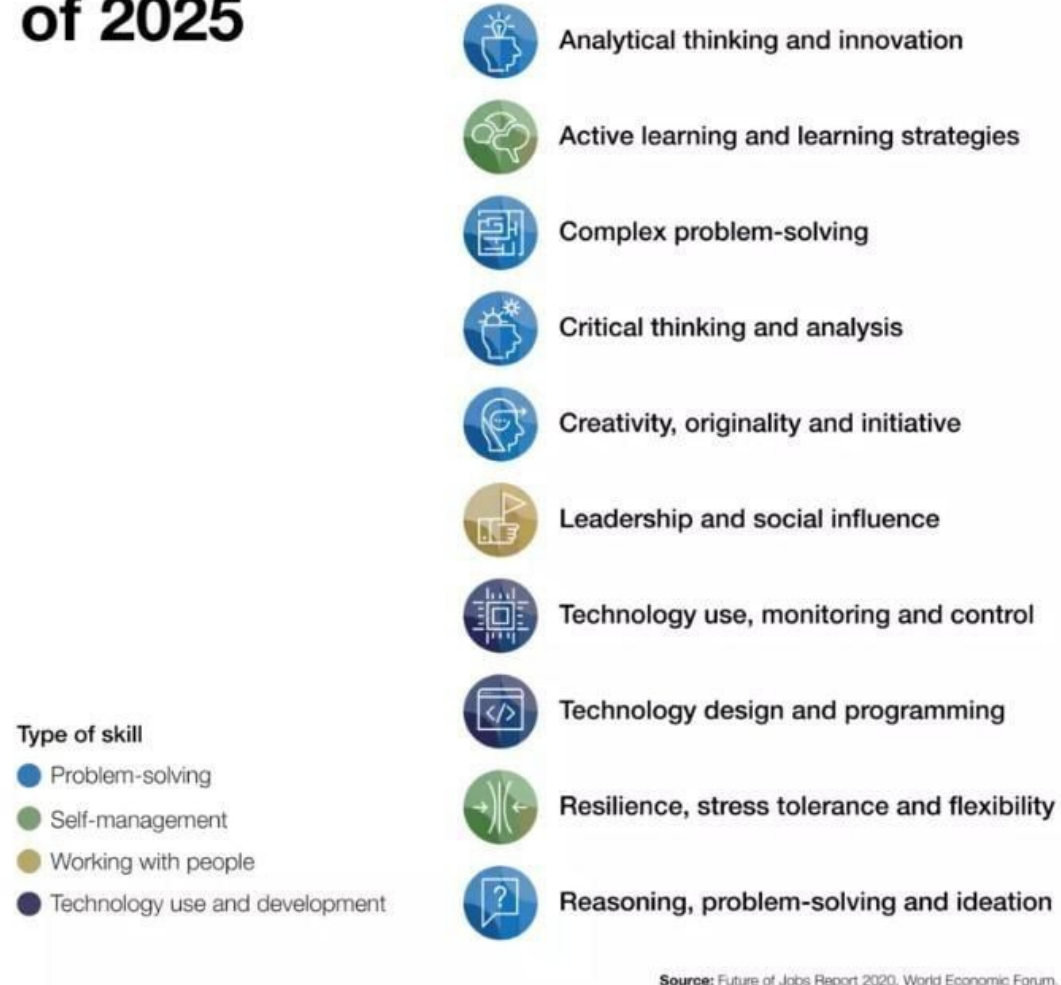 of 2025
Analytical thinking and innovation
Active learning and learning strategies
Complex problem-solving
Critical thinking and analysis
Creativity, originality and initiative
Leadership and social influence
Technology use, monitoring and control
Technology design and programming
Resilience, stress tolerance and flexibility
Reasoning, problem-solving and ideation
Type of skill
Problem-solving
Self-management
Working with people
Technology use and development
Source: Future of Jobs Report 2020, World Economic Forum.